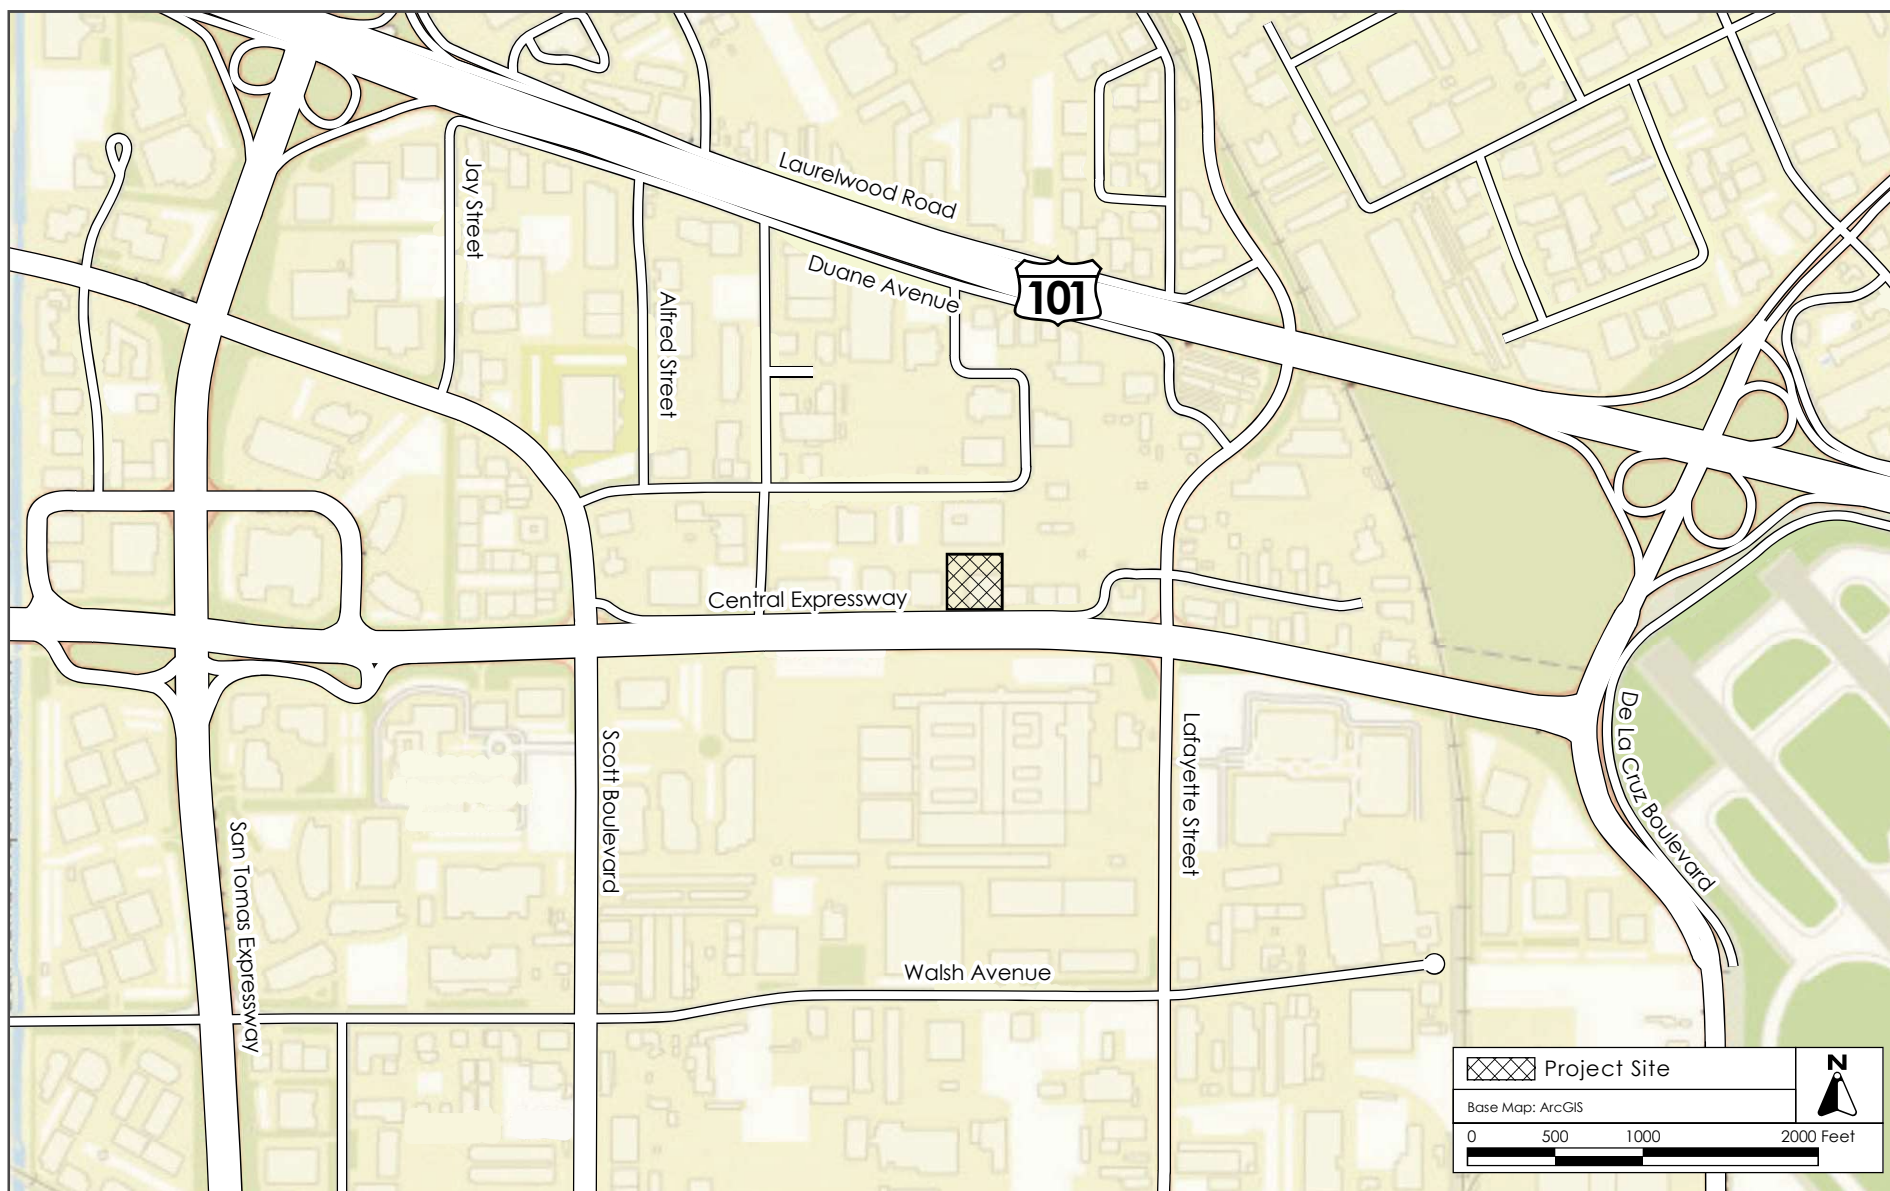 Laurelwood Road
Jay Street
Duane Avenue
101
Alfred Street
Central Expressway
De La Cruz Boulevard
Scott Boulevard
Lafayette Street
San Tomas Expressway
Walsh Avenue
Project Site
N
Base Map: ArcGIS
0 500 1000 2000 Feet